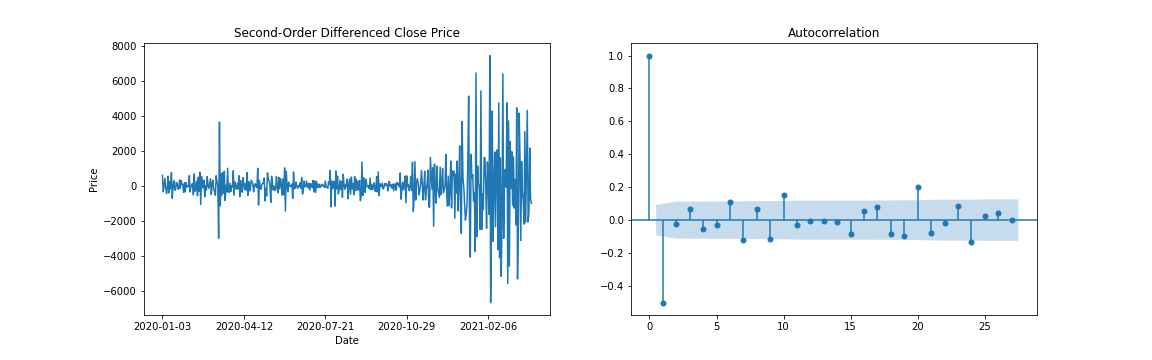 Second-Order Differenced Close Price
8000
6000
4000
2000
0
−2000
−4000
−6000
Price
2020-01-03 2020-04-12 2020-07-21 2020-10-29 2021-02-06
Date
Autocorrelation
1.0
0.8
0.6
0.4
0.2
0.0
−0.2
−0.4
0 5 10 15 20 25